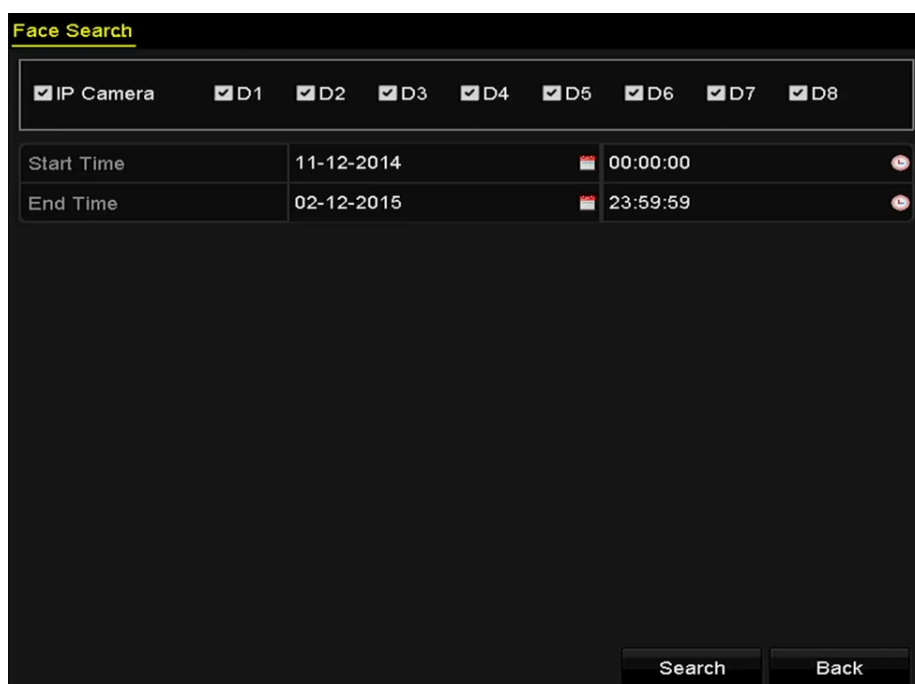 Face Search
IP Camera D1 D2 D3 D4 D5 D6 D7 D8
Start Time 11-12-2014 00:00:00
End Time 02-12-2015 23:59:59
Search Back